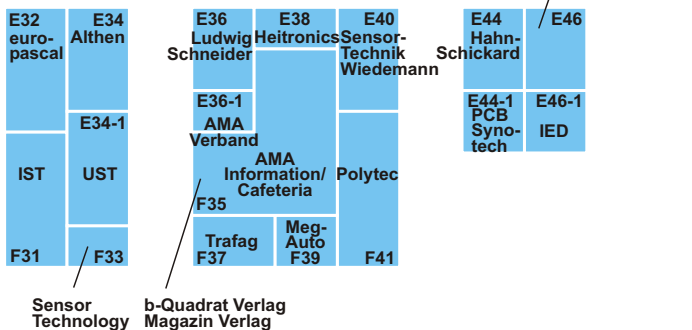 E32
euro-
pascal
E34
Althen
E34-1
UST
IST
F31
F33
Sensor
Technology
E36
Ludwig
Schneider
E38
Heitronics
E40
Sensor-
Technik
Wiedemann
E36-1
AMA
Verband
AMA
Information/
Cafeteria
F35
Polytec
Trafag
F37
Meg-
Auto
F39
F41
b-Quadrat Verlag
Magazin Verlag
E44
Hahn-
Schickard
E46
E44-1
PCB
Syno-
tech
E46-1
IED